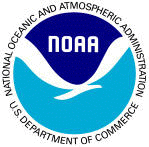 NATIONAL OCEANIC AND ATMOSPHERIC ADMINISTRATION
NOAA
U.S. DEPARTMENT OF COMMERCE